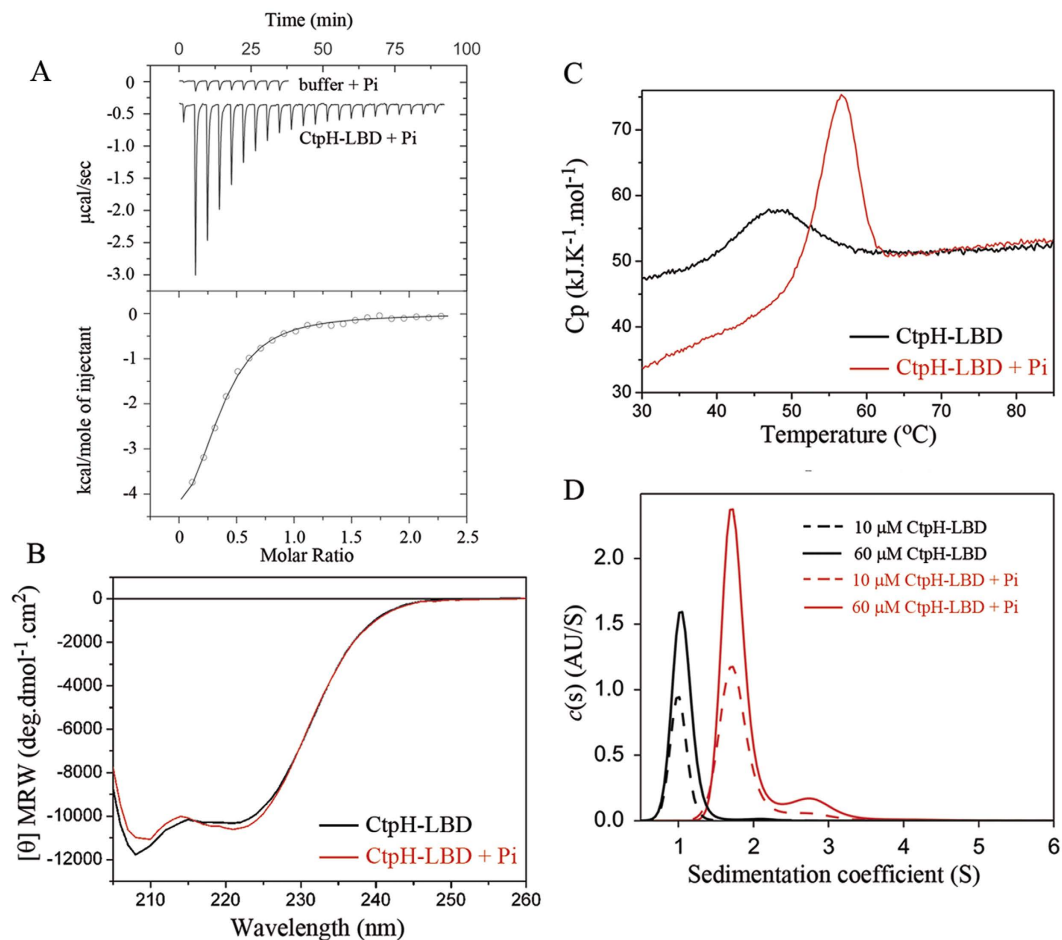 A
Time (min)
0 25 50 75 100
buffer + Pi
CtpH-LBD + Pi
µcal/sec
0
-0.5
-1.0
-1.5
-2.0
-2.5
-3.0
kcal/mole of injectant
0
-1
-2
-3
-4
0 0.5 1.0 1.5 2.0 2.5
Molar Ratio
B
[θ] MRW (deg.dmol-1.cm2)
0
-2000
-4000
-6000
-8000
-10000
-12000
CtpH-LBD
CtpH-LBD + Pi
210 220 230 240 250 260
Wavelength (nm)
C
Cp (kJ.K-1.mol-1)
70
60
50
40
30
CtpH-LBD
CtpH-LBD + Pi
30 40 50 60 70 80
Temperature (oC)
D
c(s) (AU/S)
2.0
1.5
1.0
0.5
0.0
10 µM CtpH-LBD
60 µM CtpH-LBD
10 µM CtpH-LBD + Pi
60 µM CtpH-LBD + Pi
1 2 3 4 5 6
Sedimentation coefficient (S)